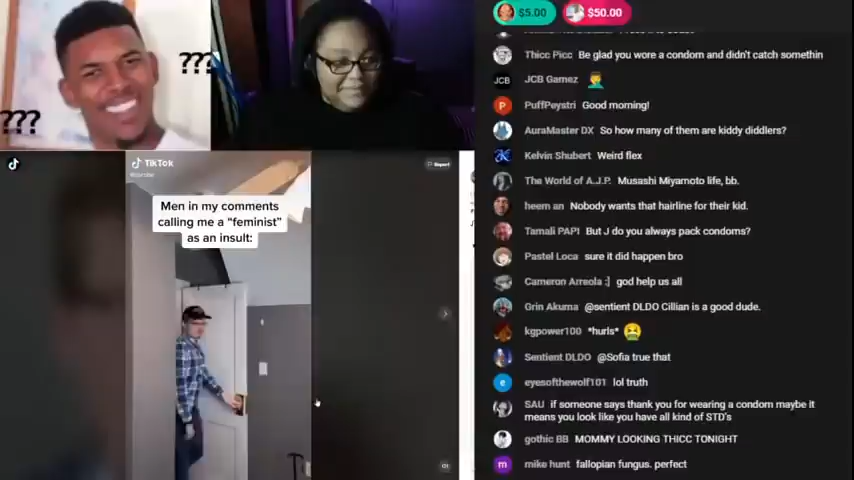 $5.00
$50.00
???
???
Thicc Picc Be glad you wore a condom and didn't catch somethin
JCB Gamez
JCB
PuffPeystri Good morning!
P
AuraMaster DX So how many of them are kiddy diddlers?
Kelvin Shubert Weird flex
TikTok
Report
The World of A.J.P. Musashi Miyamoto life, bb.
Men in my comments
calling me a "feminist"
as an insult:
heem an Nobody wants that hairline for their kid.
Tamali PAPI But J do you always pack condoms?
Pastel Loca sure it did happen bro
Cameron Arreola :] god help us all
Grin Akuma @sentient DLDO Cillian is a good dude.
kgpower100 *hurls*
Sentient DLDO @Sofia true that
e
eyesofthewolf101 lol truth
SAU if someone says thank you for wearing a condom maybe it
means you look like you have all kind of STD's
gothic BB MOMMY LOOKING THICC TONIGHT
m
mike hunt fallopian fungus. perfect